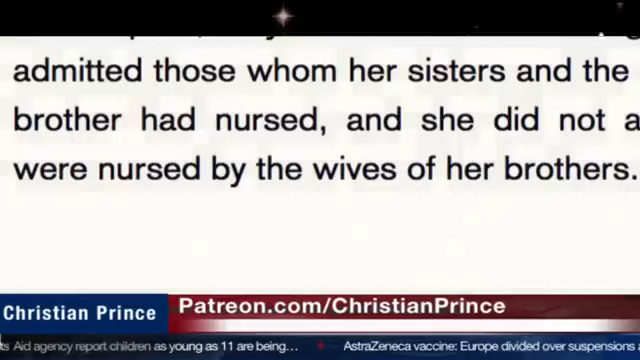 admitted those whom her sisters and the
brother had nursed, and she did not a
were nursed by the wives of her brothers.
Christian Prince
Patreon.com/ChristianPrince
ts Aid agency report children as young as 11 are being... AstraZeneca vaccine: Europe divided over suspensions a